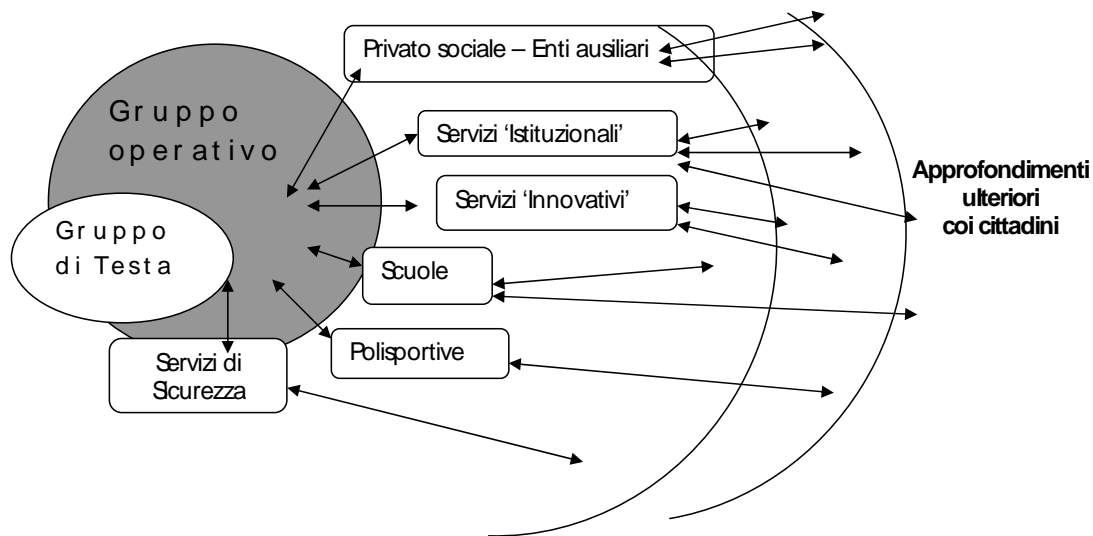 Privato sociale – Enti ausiliari
Gruppo
operativo
Servizi ‘Istituzionali’
Approfondimenti
ulteriori
coi cittadini
Servizi ‘Innovativi’
Gruppo
di Testa
Scuole
Polisportive
Servizi di
Sicurezza